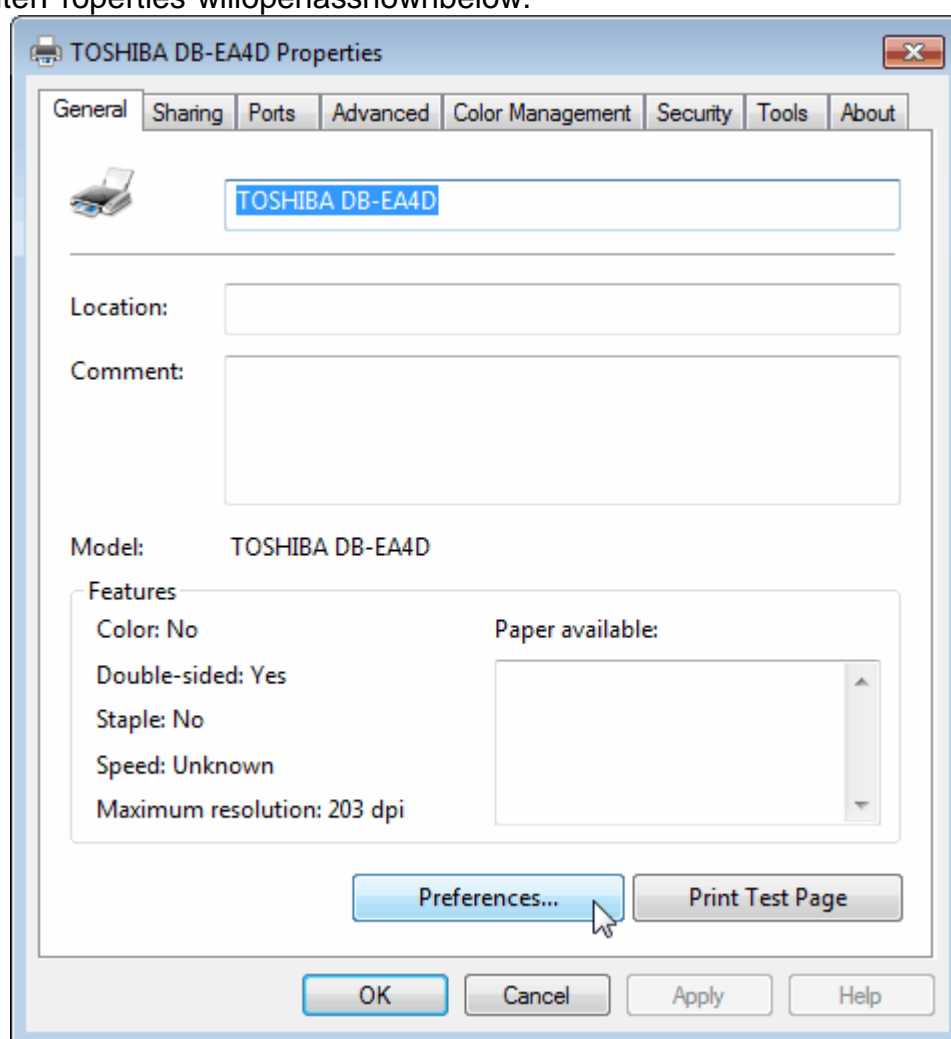 TOSHIBA DB-EA4D Properties
General Sharing Ports Advanced Color Management Security Tools About
TOSHIBA DB-EA4D
Location:
Comment:
Model: TOSHIBA DB-EA4D
Features
Color: No
Paper available:
Double-sided: Yes
Staple: No
Speed: Unknown
Maximum resolution: 203 dpi
Preferences... Print Test Page
OK Cancel Apply Help